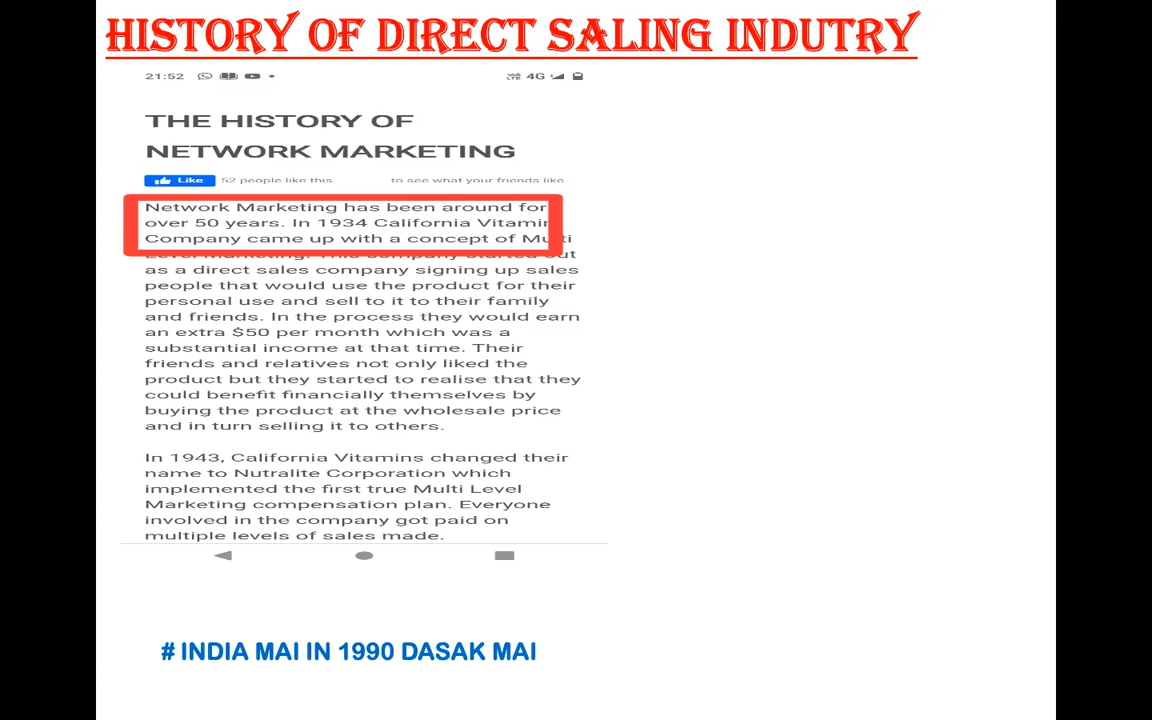 HISTORY OF DIRECT SALING INDUTRY
21:52
4G
THE HISTORY OF
NETWORK MARKETING
Like 52 people like this. to see what your friends like
Network Marketing has been around for
over 50 years. In 1934 California Vitamin
Company came up with a concept of Multi
Level Marketing. This company started out
as a direct sales company signing up sales
people that would use the product for their
personal use and sell to it to their family
and friends. In the process they would earn
an extra $50 per month which was a
substantial income at that time. Their
friends and relatives not only liked the
product but they started to realise that they
could benefit financially themselves by
buying the product at the wholesale price
and in turn selling it to others.
In 1943, California Vitamins changed their
name to Nutralite Corporation which
implemented the first true Multi Level
Marketing compensation plan. Everyone
involved in the company got paid on
multiple levels of sales made.
# INDIA MAI IN 1990 DASAK MAI